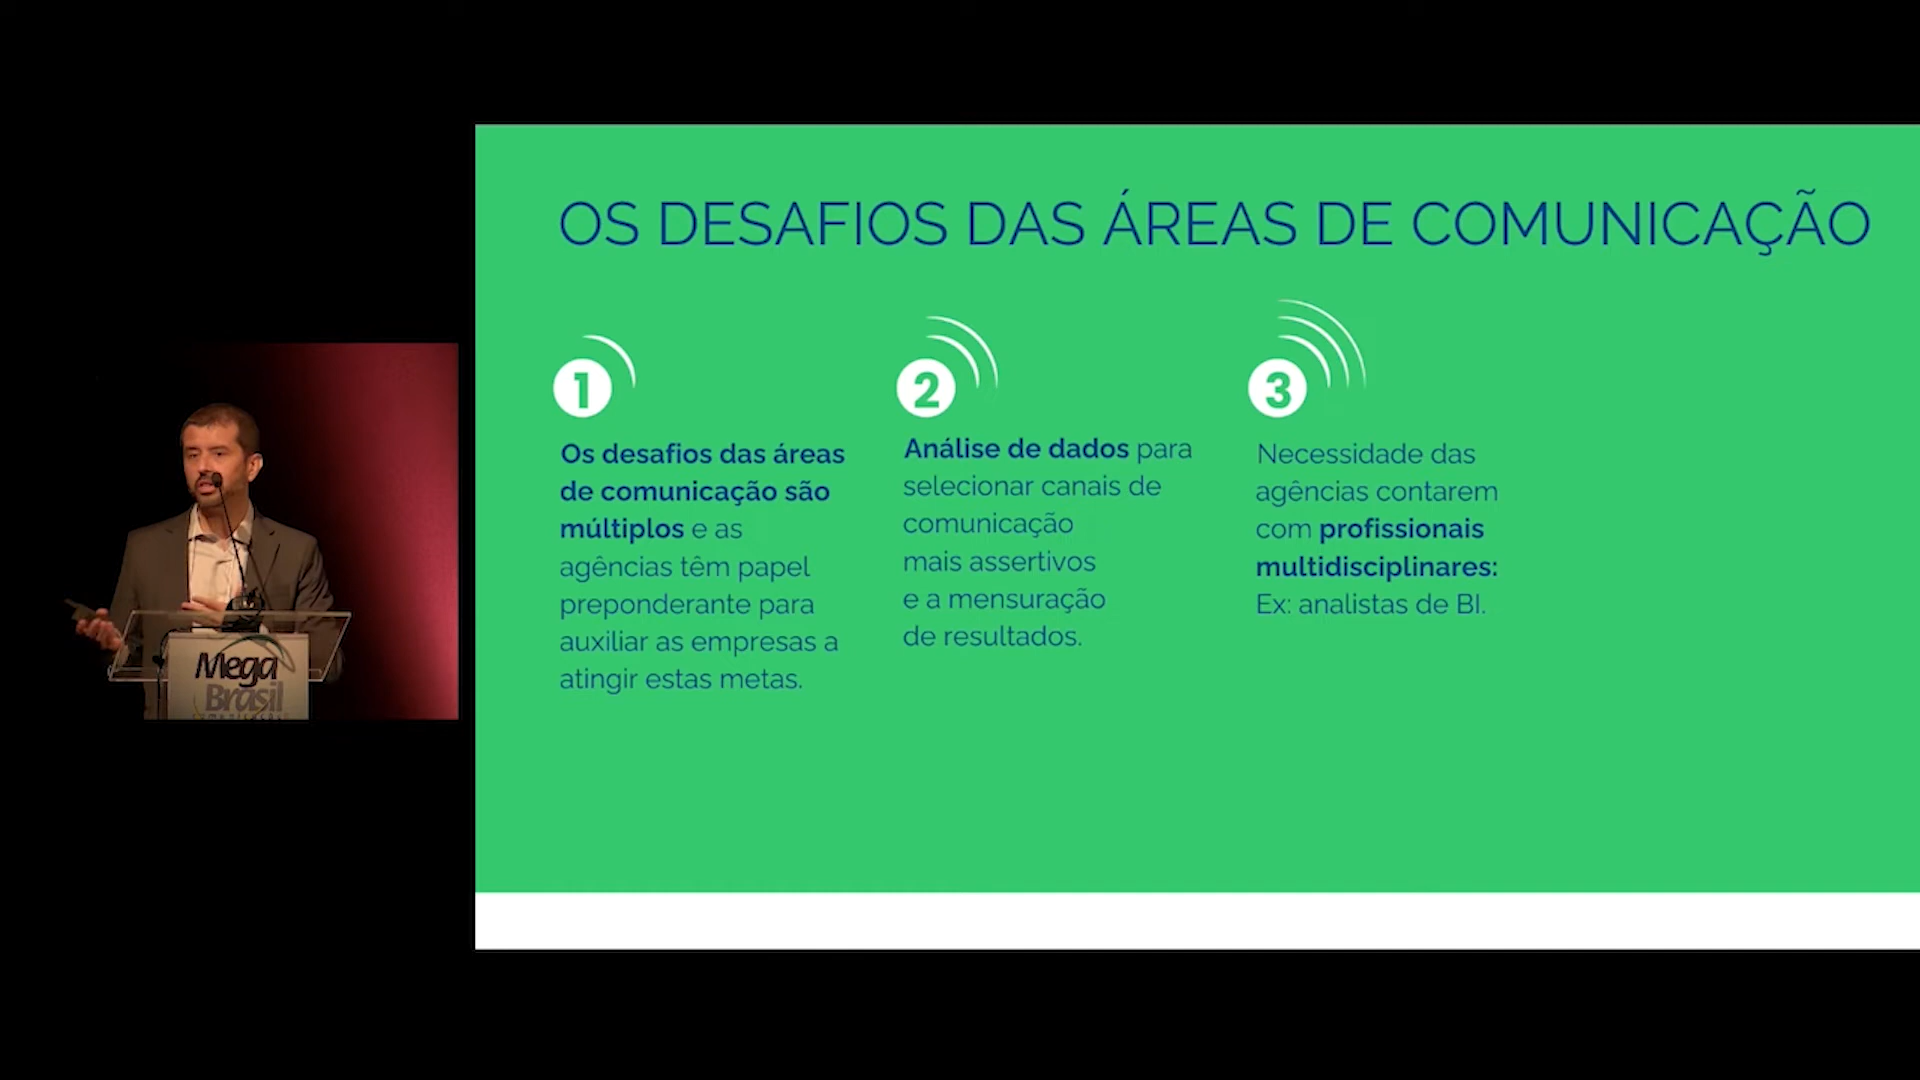 OS DESAFIOS DAS ÁREAS DE COMUNICAÇÃO
1
Os desafios das áreas
de comunicação são
múltiplos e as
agências têm papel
preponderante para
auxiliar as empresas a
atingir estas metas.
2
Análise de dados para
selecionar canais de
comunicação
mais assertivos
e a mensuração
de resultados.
3
Necessidade das
agências contarem
com profissionais
multidisciplinares:
Ex: analistas de BI.
Mega
Brasil